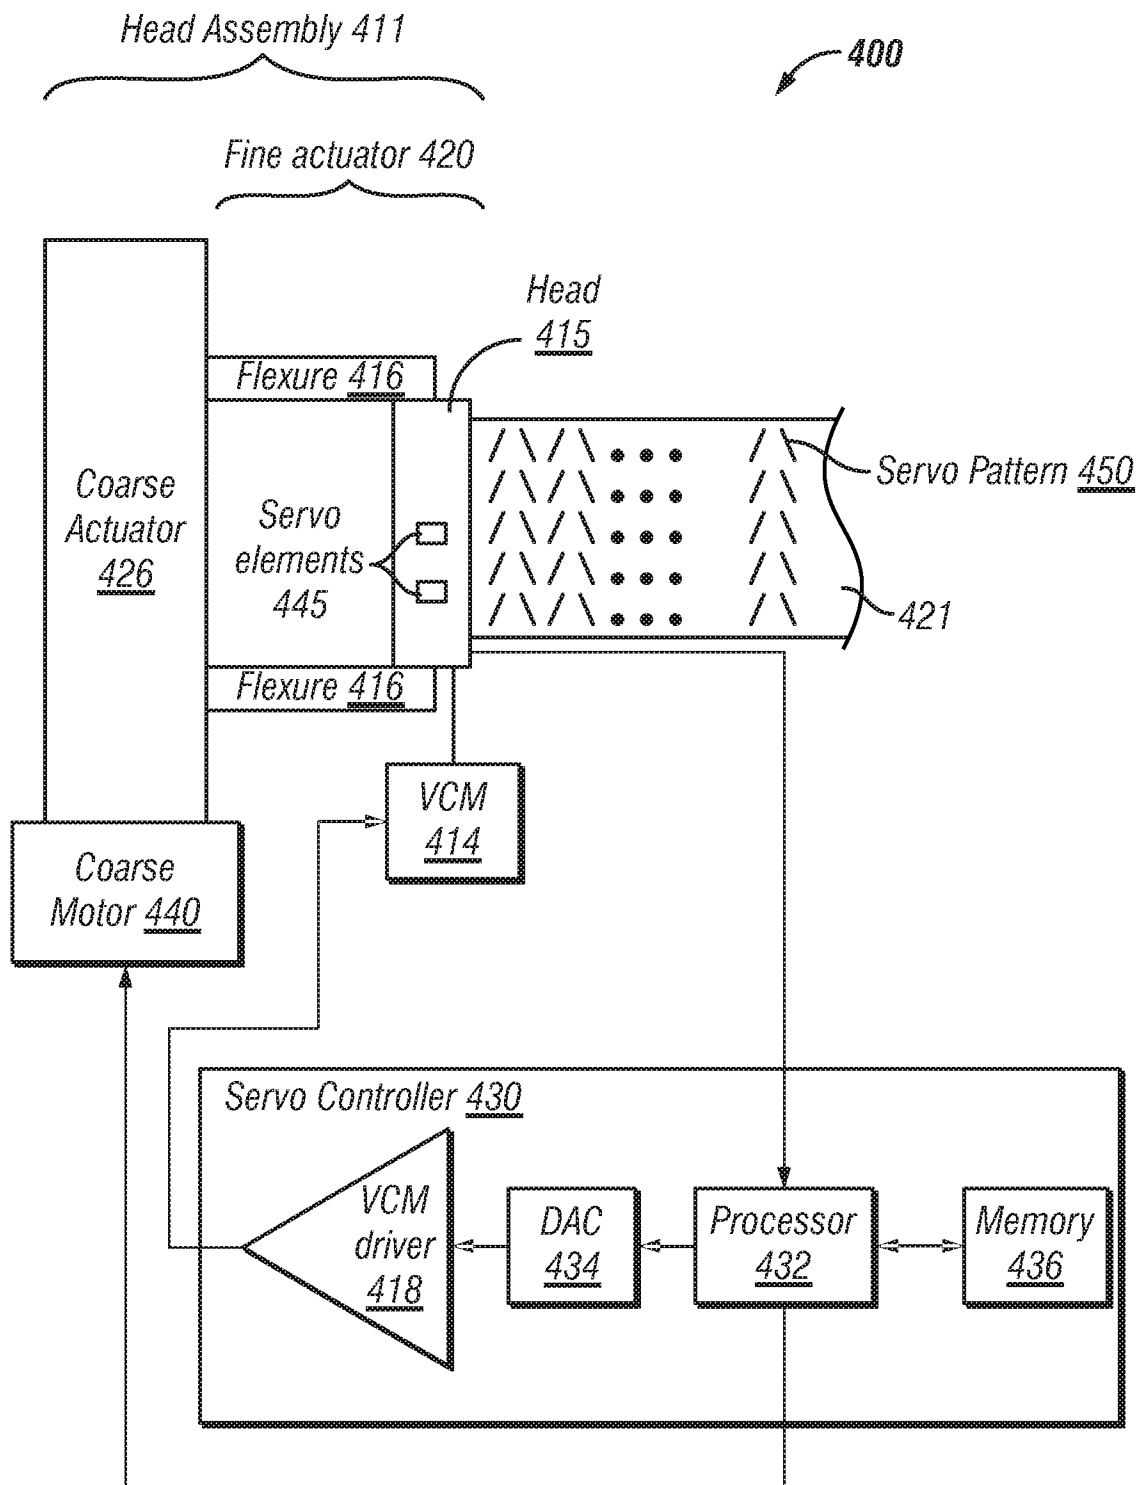 Head Assembly 411
400
Fine actuator 420
Head
415
Flexure 416
Coarse
Actuator
426
Servo
elements
445
Servo Pattern 450
421
Flexure 416
VCM
414
Coarse
Motor 440
Servo Controller 430
VCM
driver
418
DAC
434
Processor
432
Memory
436